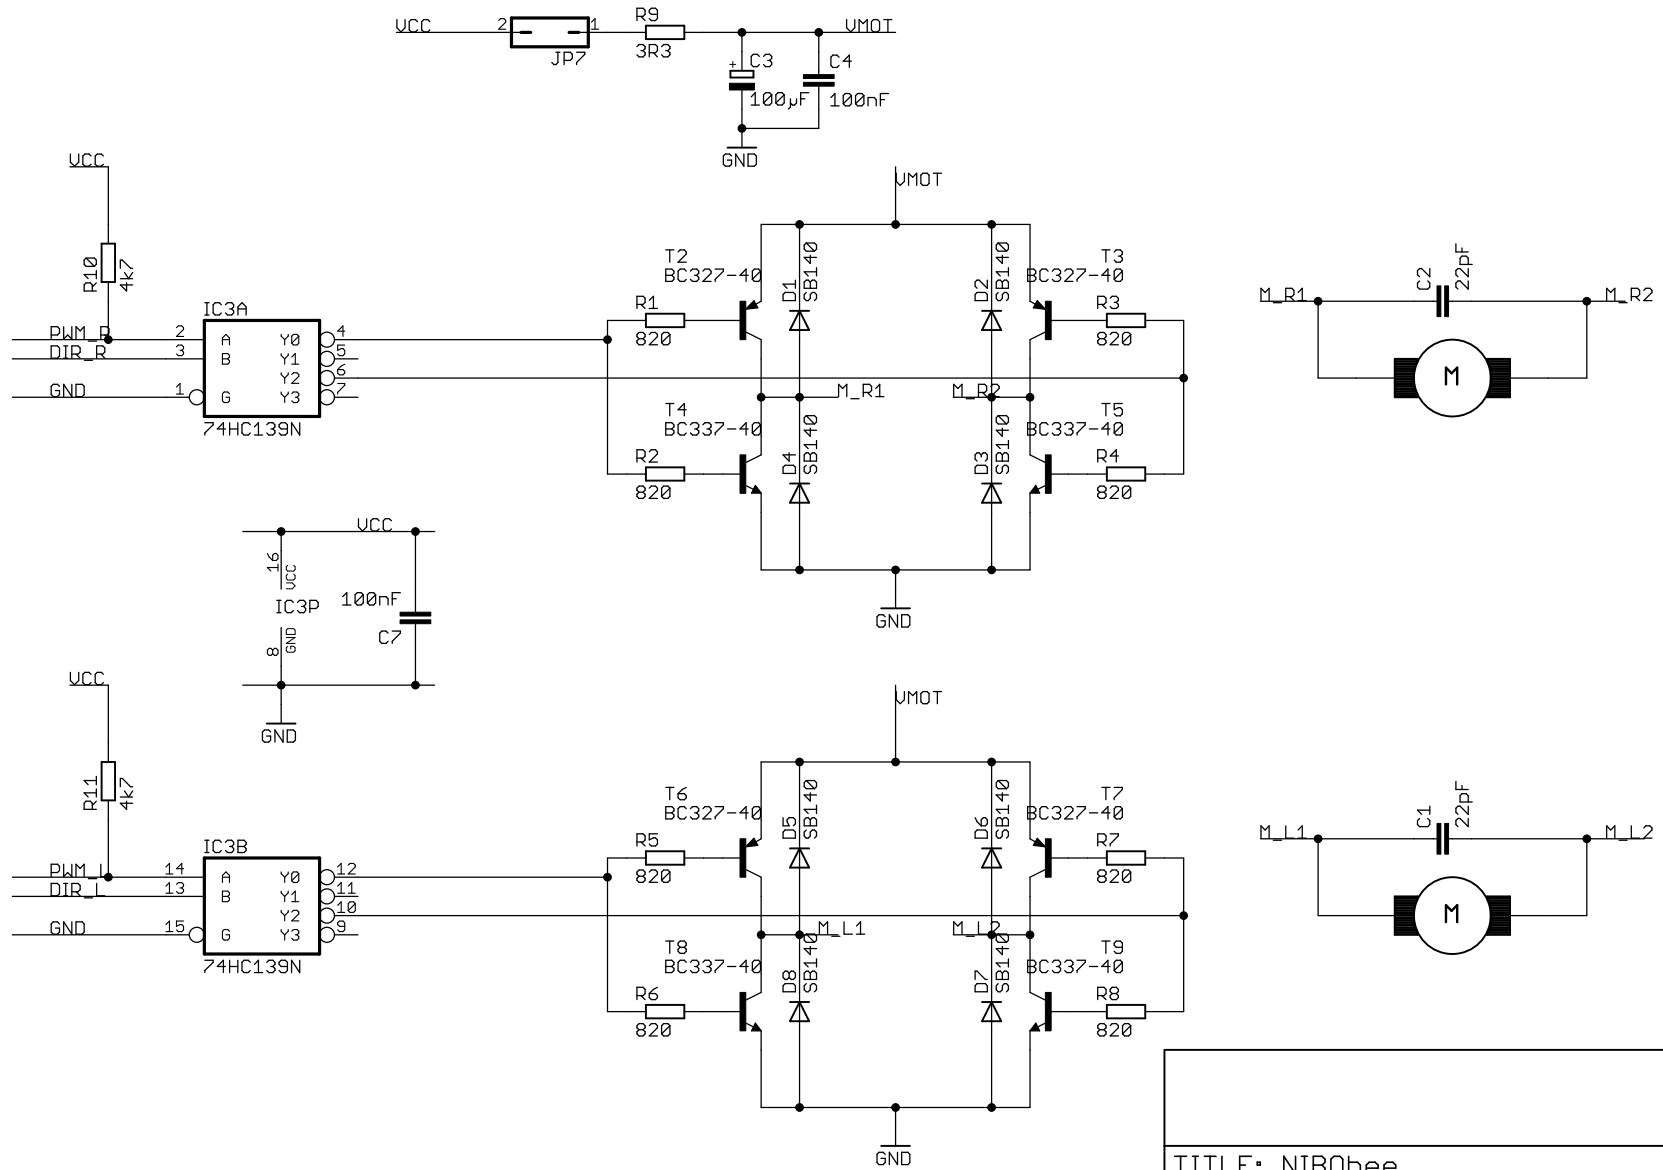 VCC 2 1 JP7 R9 3R3 VMOT
+ C3 100µF C4 100nF
GND
VCC
R10 4k7
VMOT
IC3A
PWM_R 2 A Y0 4
DIR_R 3 B Y1 5
Y2 6
GND 1 G Y3 7
74HC139N
T2 BC327-40
R1 820
D1 SB140
D2 SB140
T3 BC327-40
R3 820
M_R1 M_R2
T4 BC337-40
R2 820
D4 SB140
D3 SB140
T5 BC337-40
R4 820
GND
M_R1 C2 22pF M_R2
M
VCC
16 VCC
IC3P
8 GND
100nF C7
GND
VCC
R11 4k7
VMOT
IC3B
PWM_L 14 A Y0 12
DIR_L 13 B Y1 11
Y2 10
GND 15 G Y3 9
74HC139N
T6 BC327-40
R5 820
D5 SB140
D6 SB140
T7 BC327-40
R7 820
M_L1 M_L2
T8 BC337-40
R6 820
D8 SB140
D7 SB140
T9 BC337-40
R8 820
GND
M_L1 C1 22pF M_L2
M
TITLE: NIBObee